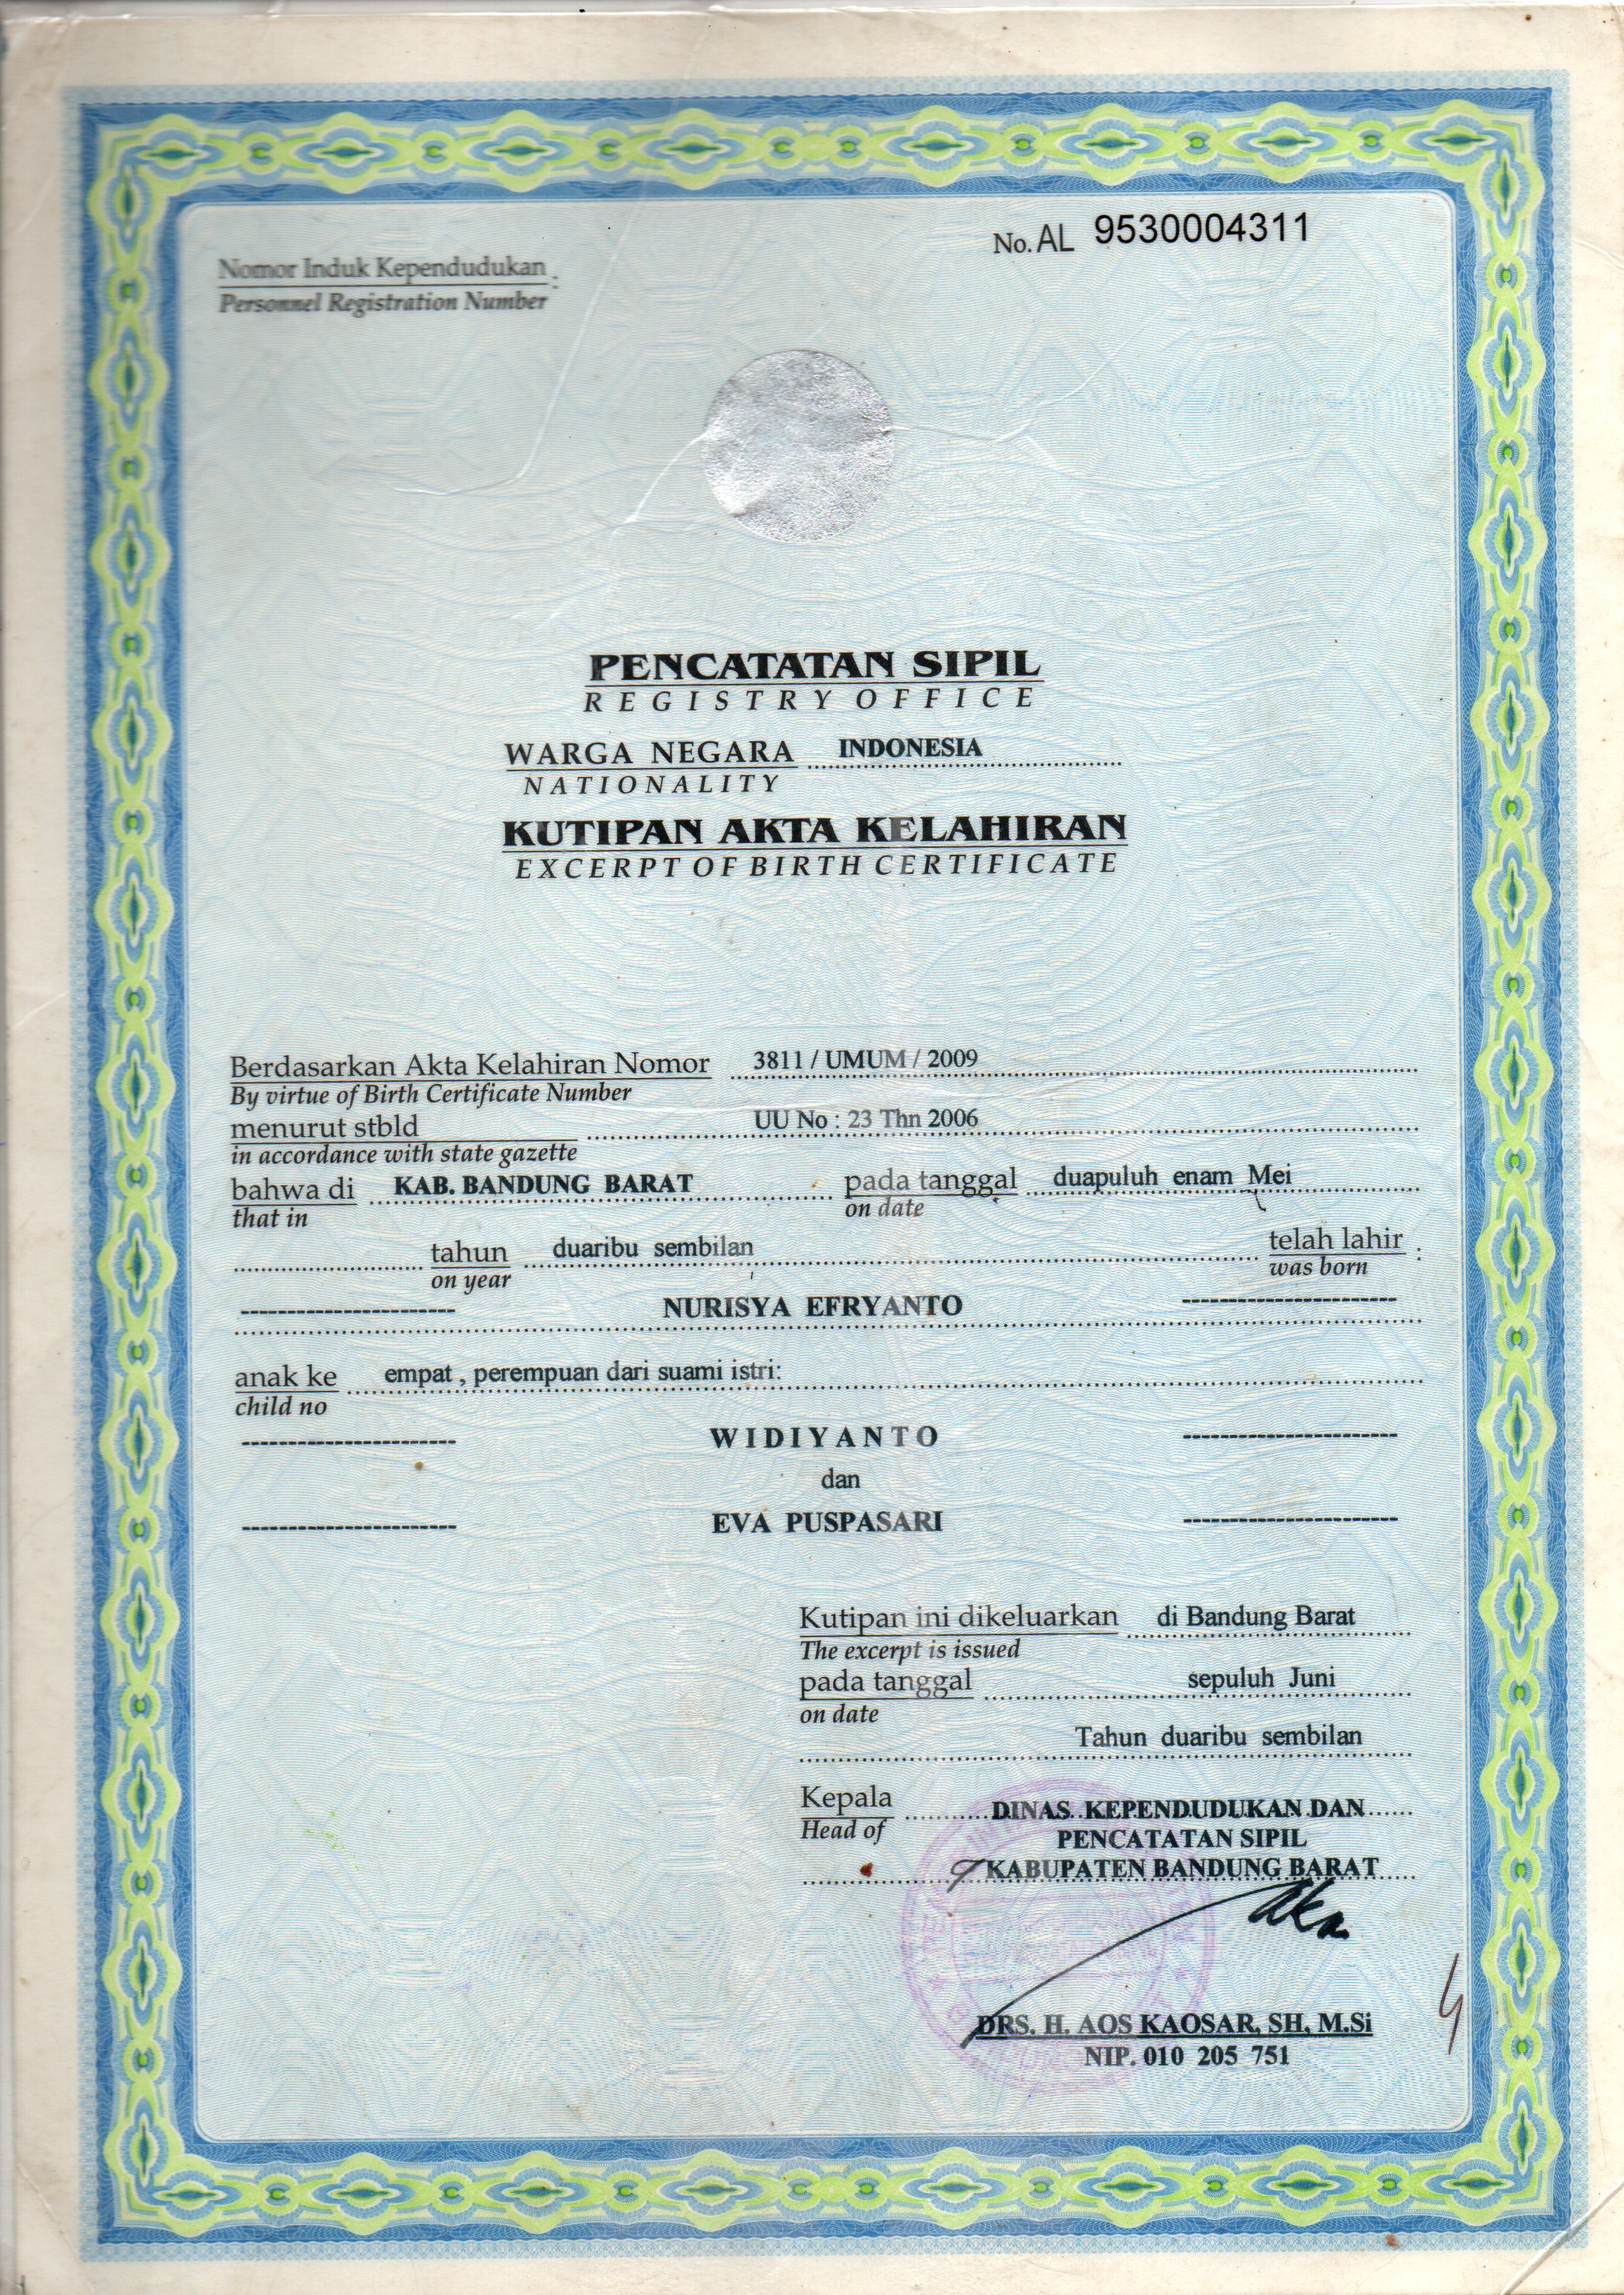 No. AL 9530004311
Nomor Induk Kependudukan :
Personnel Registration Number
PENCATATAN SIPIL
REGISTRY OFFICE
WARGA NEGARA INDONESIA
NATIONALITY
KUTIPAN AKTA KELAHIRAN
EXCERPT OF BIRTH CERTIFICATE
Berdasarkan Akta Kelahiran Nomor 3811 / UMUM / 2009
By virtue of Birth Certificate Number
menurut stbld UU No : 23 Thn 2006
in accordance with state gazette
bahwa di KAB. BANDUNG BARAT pada tanggal duapuluh enam Mei
that in on date
tahun duaribu sembilan telah lahir :
on year was born
NURISYA EFRYANTO
anak ke empat , perempuan dari suami istri:
child no
WIDIYANTO
dan
EVA PUSPASARI
Kutipan ini dikeluarkan di Bandung Barat
The excerpt is issued
pada tanggal sepuluh Juni
on date
Tahun duaribu sembilan
Kepala DINAS KEPENDUDUKAN DAN
Head of PENCATATAN SIPIL
KABUPATEN BANDUNG BARAT
DRS. H. AOS KAOSAR, SH, M.Si
NIP. 010 205 751